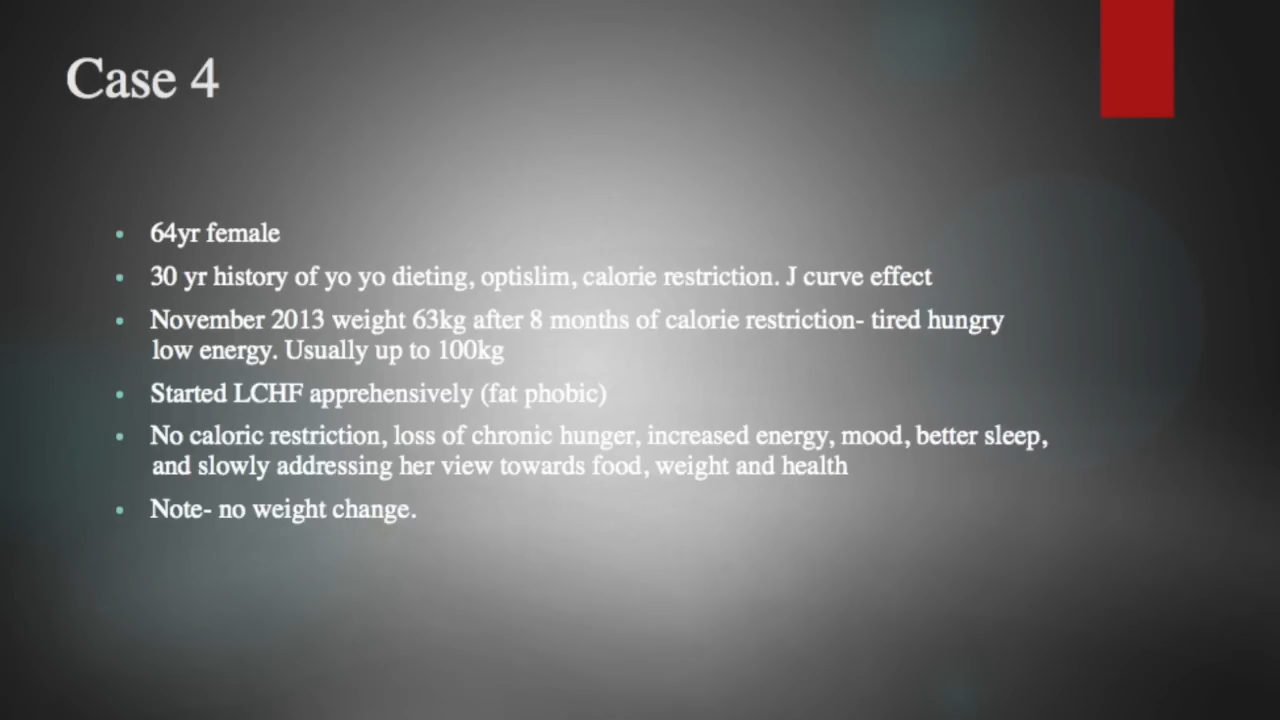 Case 4
64yr female
30 yr history of yo yo dieting, optislim, calorie restriction. J curve effect
November 2013 weight 63kg after 8 months of calorie restriction- tired hungry
low energy. Usually up to 100kg
Started LCHF apprehensively (fat phobic)
No caloric restriction, loss of chronic hunger, increased energy, mood, better sleep,
and slowly addressing her view towards food, weight and health
Note- no weight change.